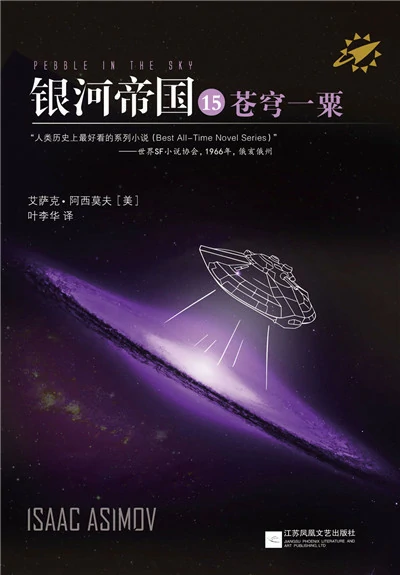 PEBBLE IN THE SKY
银河帝国 15 苍穹一粟
“人类历史上最好看的系列小说（Best All-Time Novel Series）”
——世界SF小说协会，1966年，俄亥俄州
艾萨克·阿西莫夫［美］
叶李华 译
ISAAC ASIMOV
江苏凤凰文艺出版社
JIANGSU PHOENIX LITERATURE AND
ART PUBLISHING, LTD